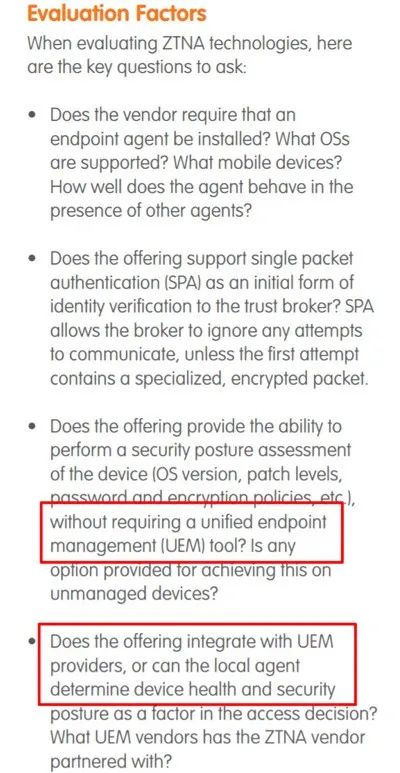 Evaluation Factors
When evaluating ZTNA technologies, here
are the key questions to ask:
• Does the vendor require that an
endpoint agent be installed? What OSs
are supported? What mobile devices?
How well does the agent behave in the
presence of other agents?
• Does the offering support single packet
authentication (SPA) as an initial form of
identity verification to the trust broker? SPA
allows the broker to ignore any attempts
to communicate, unless the first attempt
contains a specialized, encrypted packet.
• Does the offering provide the ability to
perform a security posture assessment
of the device (OS version, patch levels,
password and encryption policies, etc.),
without requiring a unified endpoint
management (UEM) tool? Is any
option provided for achieving this on
unmanaged devices?
• Does the offering integrate with UEM
providers, or can the local agent
determine device health and security
posture as a factor in the access decision?
What UEM vendors has the ZTNA vendor
partnered with?